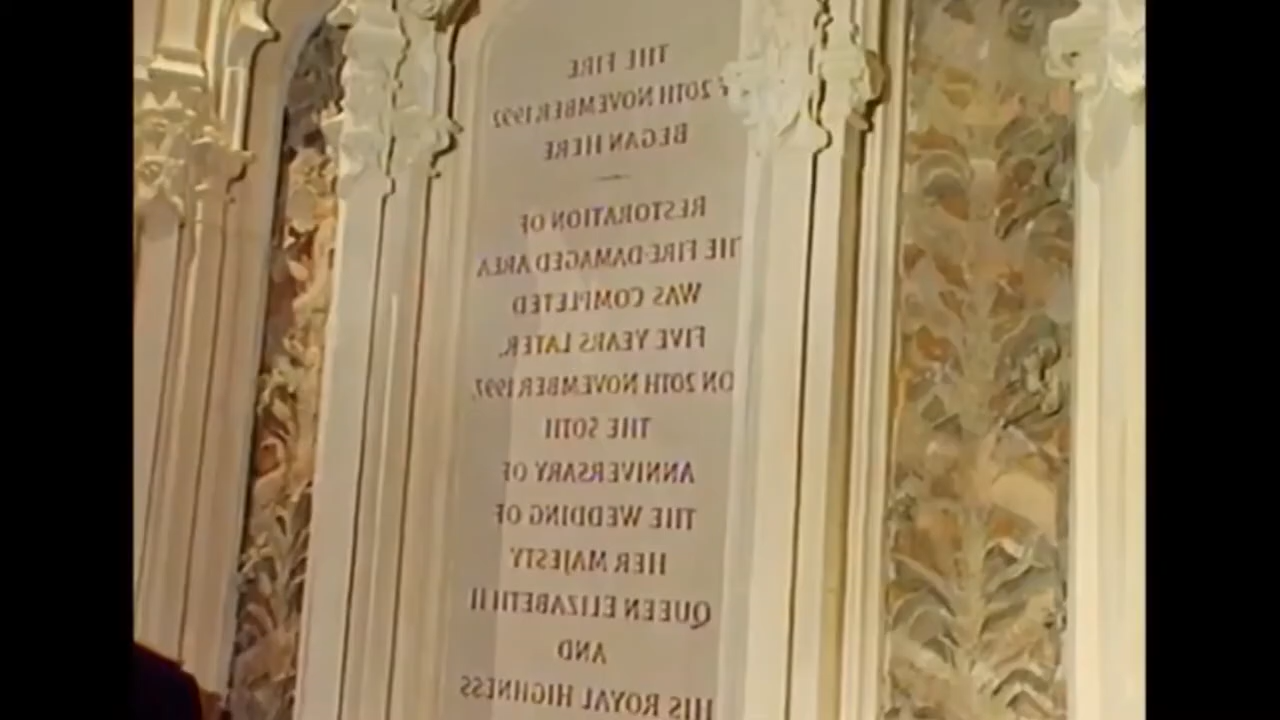 THE FIRE
20TH NOVEMBER 1992
BEGAN HERE
RESTORATION OF
THE FIRE-DAMAGED AREA
WAS COMPLETED
FIVE YEARS LATER,
ON 20TH NOVEMBER 1997,
THE 50TH
ANNIVERSARY OF
THE WEDDING OF
HER MAJESTY
QUEEN ELIZABETH II
AND
HIS ROYAL HIGHNESS